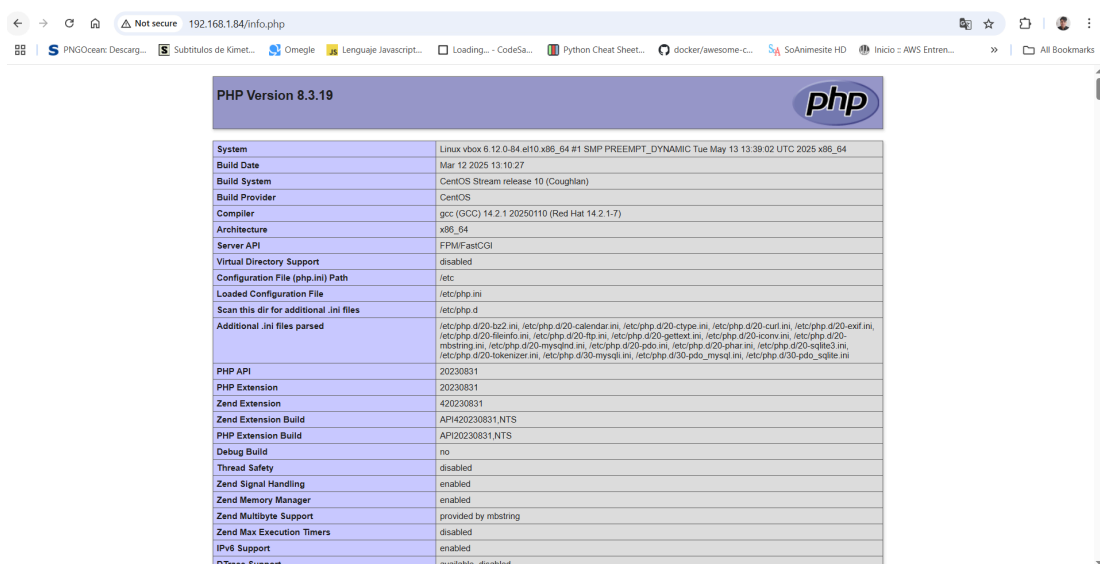 Not secure 192.168.1.84/info.php
PNGOcean: Descarg... Subtitulos de Kimet... Omegle Lenguaje Javascript... Loading... - CodeSa... Python Cheat Sheet... docker/awesome-c... SoAnimesite HD Inicio :: AWS Entren... » All Bookmarks
PHP Version 8.3.19
php
System Linux vbox 6.12.0-84.el10.x86_64 #1 SMP PREEMPT_DYNAMIC Tue May 13 13:39:02 UTC 2025 x86_64
Build Date Mar 12 2025 13:10:27
Build System CentOS Stream release 10 (Coughlan)
Build Provider CentOS
Compiler gcc (GCC) 14.2.1 20250110 (Red Hat 14.2.1-7)
Architecture x86_64
Server API FPM/FastCGI
Virtual Directory Support disabled
Configuration File (php.ini) Path /etc
Loaded Configuration File /etc/php.ini
Scan this dir for additional .ini files /etc/php.d
Additional .ini files parsed /etc/php.d/20-bz2.ini, /etc/php.d/20-calendar.ini, /etc/php.d/20-ctype.ini, /etc/php.d/20-curl.ini, /etc/php.d/20-exif.ini,
/etc/php.d/20-fileinfo.ini, /etc/php.d/20-ftp.ini, /etc/php.d/20-gettext.ini, /etc/php.d/20-iconv.ini, /etc/php.d/20-
mbstring.ini, /etc/php.d/20-mysqlnd.ini, /etc/php.d/20-pdo.ini, /etc/php.d/20-phar.ini, /etc/php.d/20-sqlite3.ini,
/etc/php.d/20-tokenizer.ini, /etc/php.d/30-mysqli.ini, /etc/php.d/30-pdo_mysql.ini, /etc/php.d/30-pdo_sqlite.ini
PHP API 20230831
PHP Extension 20230831
Zend Extension 420230831
Zend Extension Build API420230831,NTS
PHP Extension Build API20230831,NTS
Debug Build no
Thread Safety disabled
Zend Signal Handling enabled
Zend Memory Manager enabled
Zend Multibyte Support provided by mbstring
Zend Max Execution Timers disabled
IPv6 Support enabled
DTrace Support available, disabled